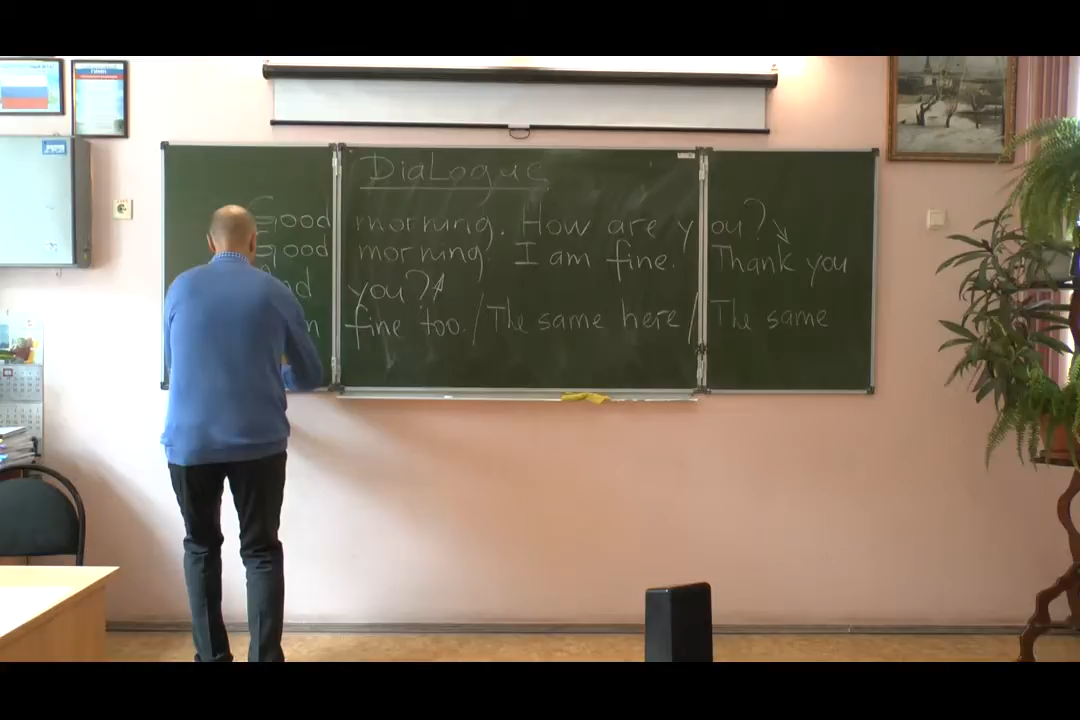 DiaLogue
Good morning. How are you?↘
Good morning. I am fine. Thank you
you?↗
fine too. / The same here / The same